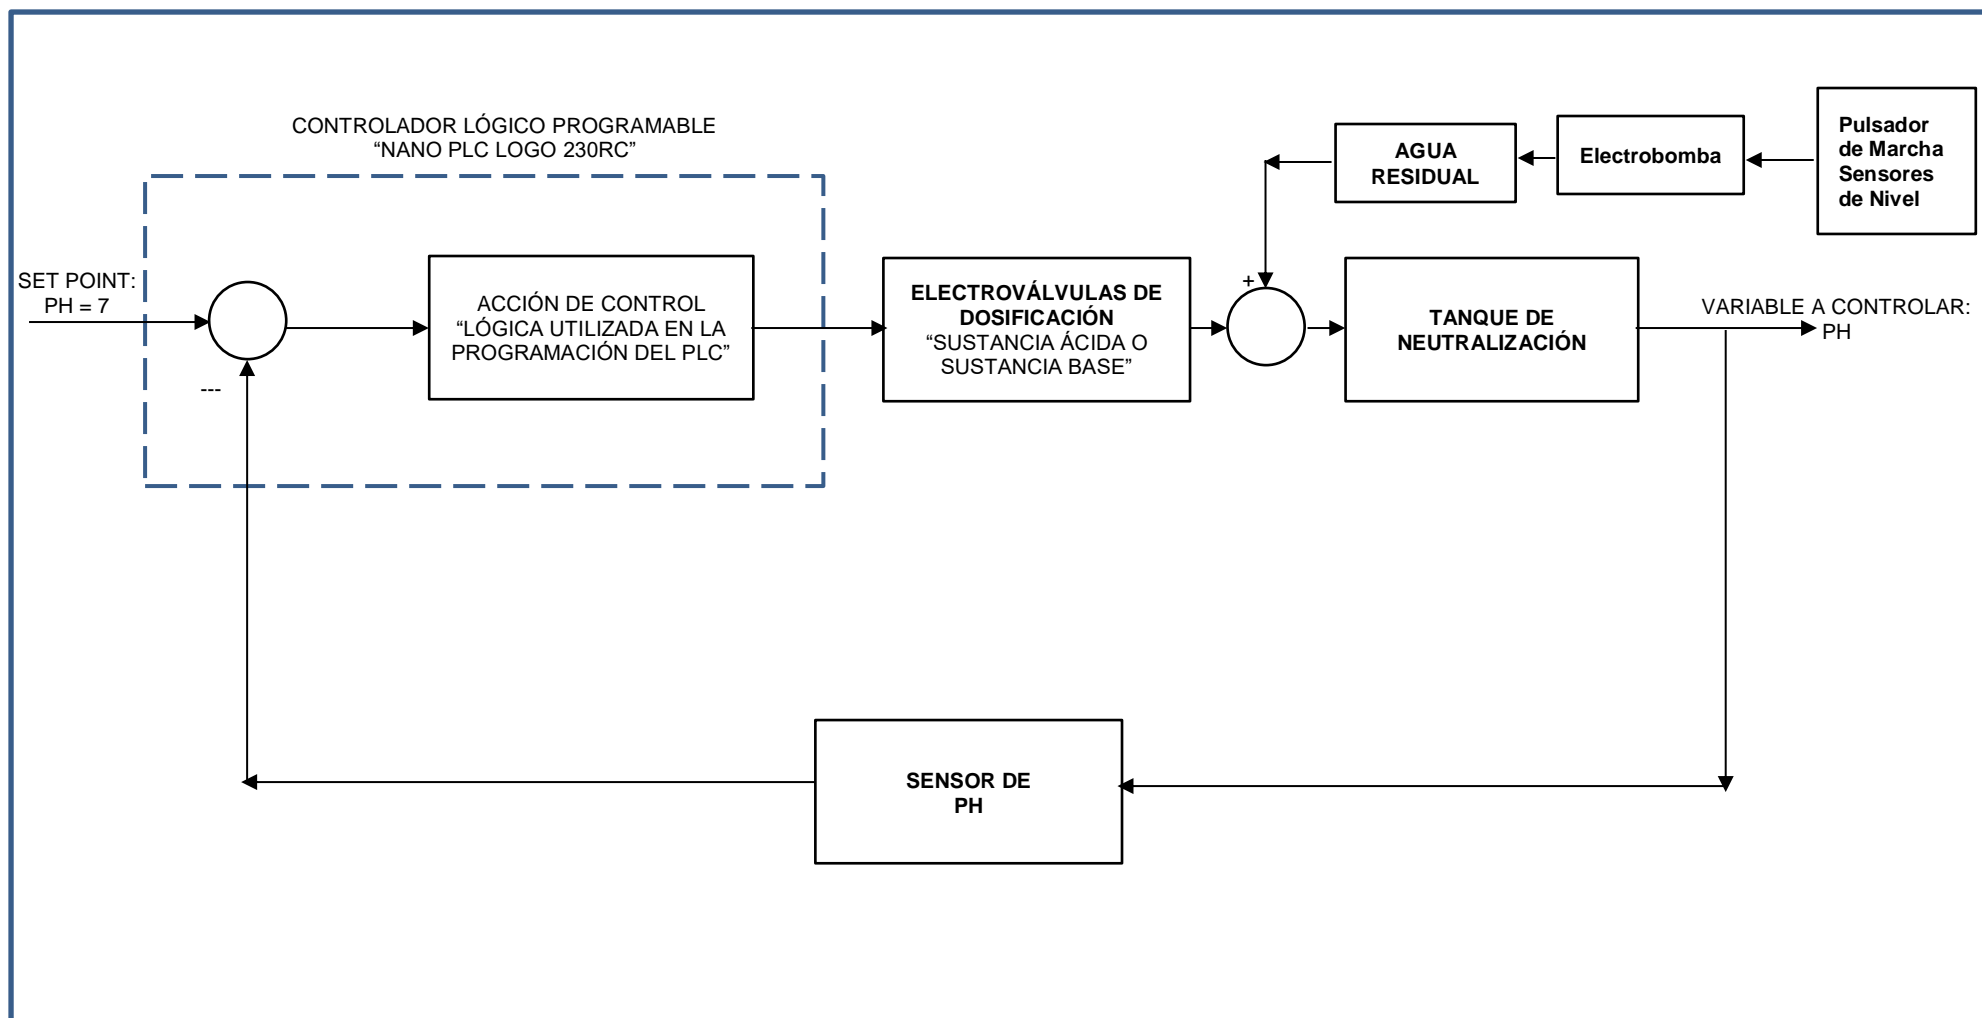 CONTROLADOR LÓGICO PROGRAMABLE
“NANO PLC LOGO 230RC”
AGUA
RESIDUAL
Electrobomba
Pulsador
de Marcha
Sensores
de Nivel
SET POINT:
PH = 7
---
ACCIÓN DE CONTROL
“LÓGICA UTILIZADA EN LA
PROGRAMACIÓN DEL PLC”
ELECTROVÁLVULAS DE
DOSIFICACIÓN
“SUSTANCIA ÁCIDA O
SUSTANCIA BASE”
+
TANQUE DE
NEUTRALIZACIÓN
VARIABLE A CONTROLAR:
PH
SENSOR DE
PH